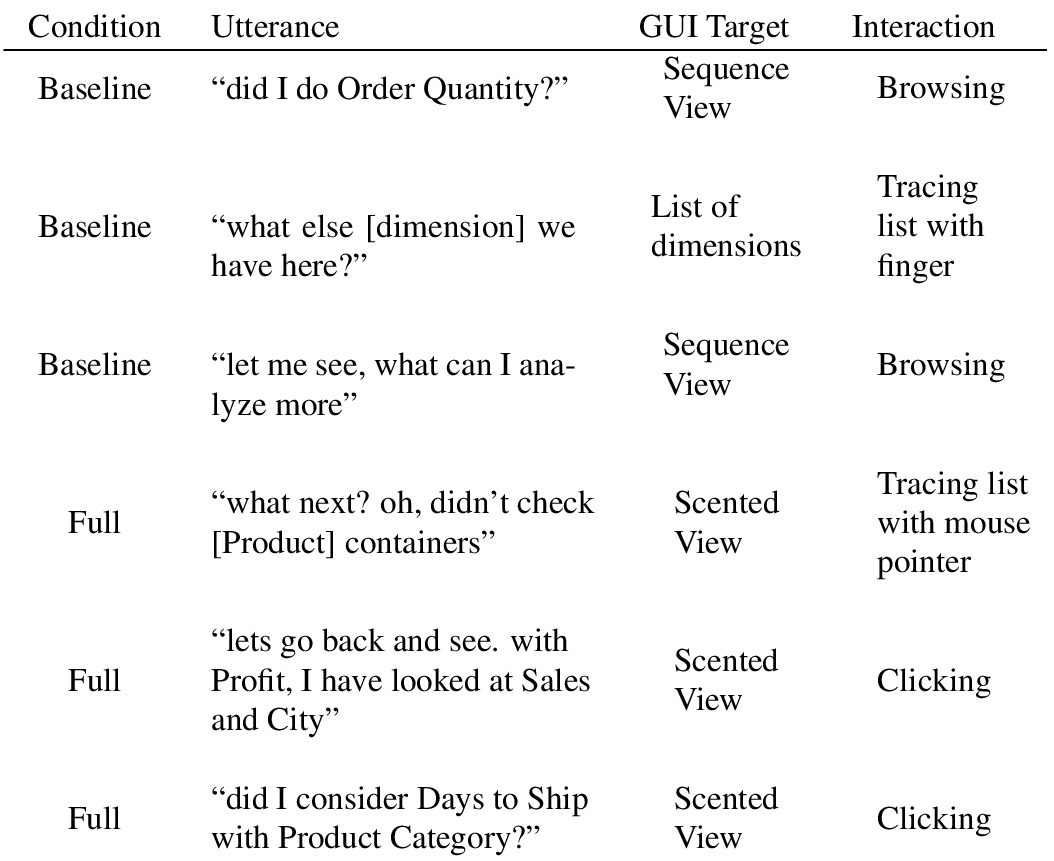 Condition Utterance GUI Target Interaction
Baseline “did I do Order Quantity?” Sequence View Browsing
Baseline “what else [dimension] we have here?” List of dimensions Tracing list with finger
Baseline “let me see, what can I ana-lyze more” Sequence View Browsing
Full “what next? oh, didn’t check [Product] containers” Scented View Tracing list with mouse pointer
Full “lets go back and see. with Profit, I have looked at Sales and City” Scented View Clicking
Full “did I consider Days to Ship with Product Category?” Scented View Clicking